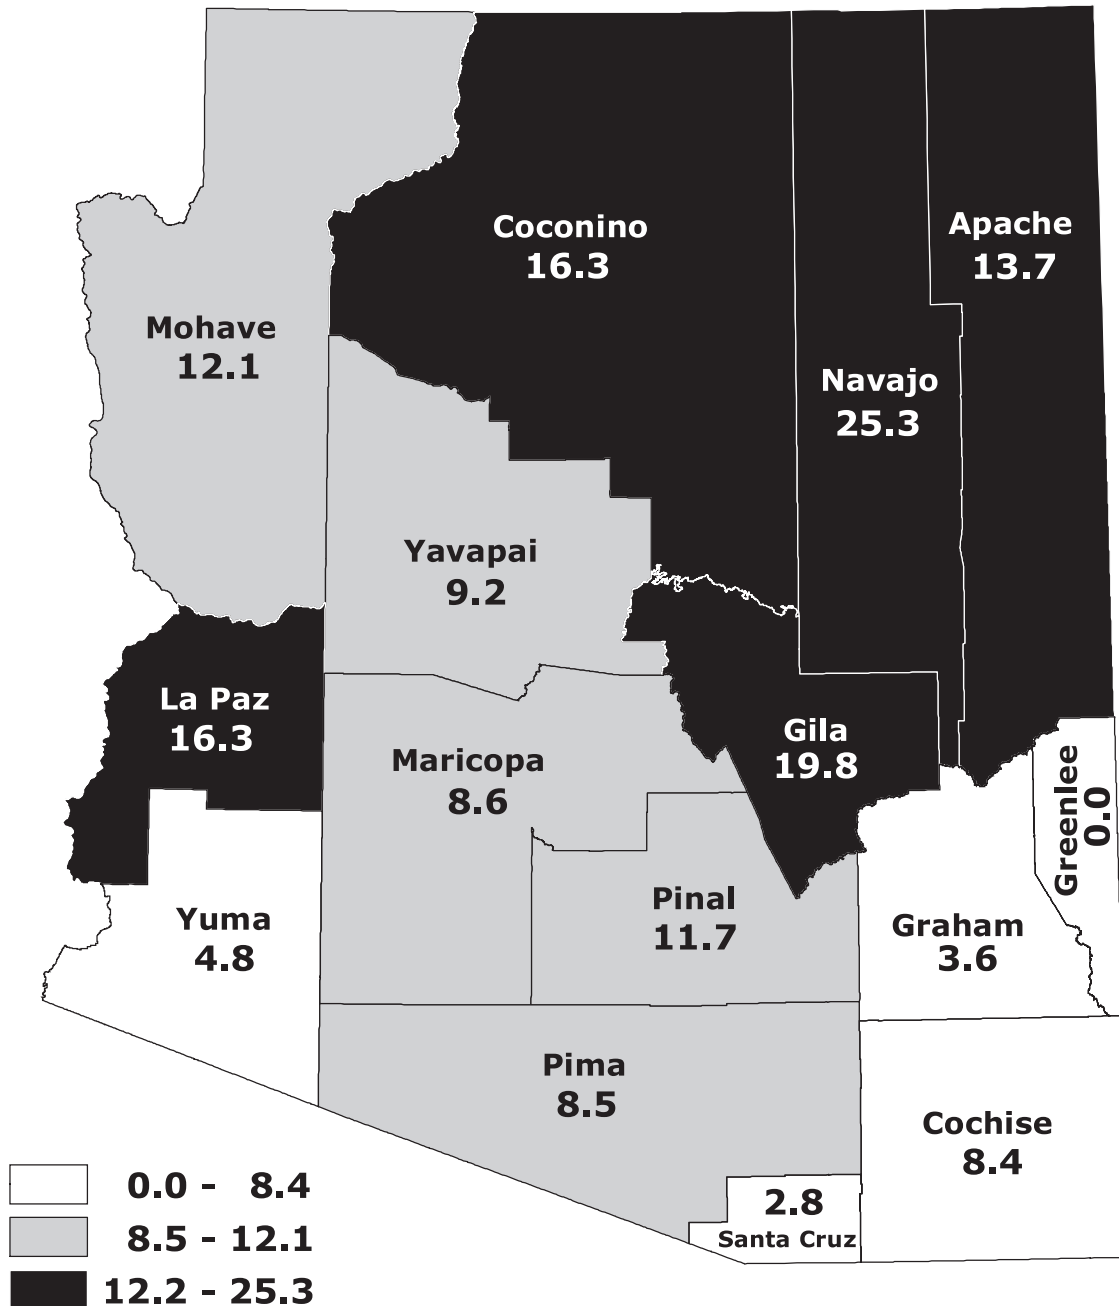 Coconino
16.3
Apache
13.7
Mohave
12.1
Navajo
25.3
Yavapai
9.2
La Paz
16.3
Gila
19.8
Maricopa
8.6
Greenlee
0.0
Pinal
11.7
Yuma
4.8
Graham
3.6
Pima
8.5
Cochise
8.4
2.8
Santa Cruz
0.0 - 8.4
8.5 - 12.1
12.2 - 25.3